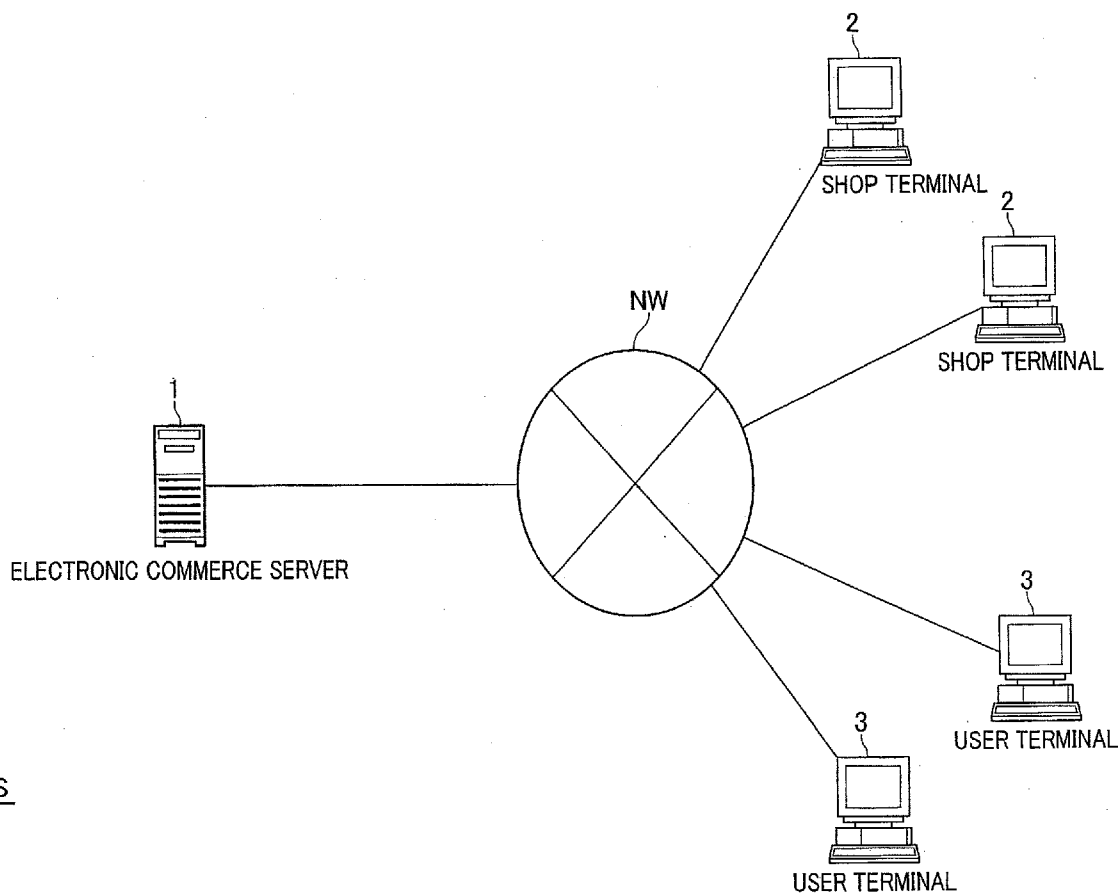 2
SHOP TERMINAL
2
SHOP TERMINAL
NW
1
ELECTRONIC COMMERCE SERVER
3
USER TERMINAL
3
USER TERMINAL
S